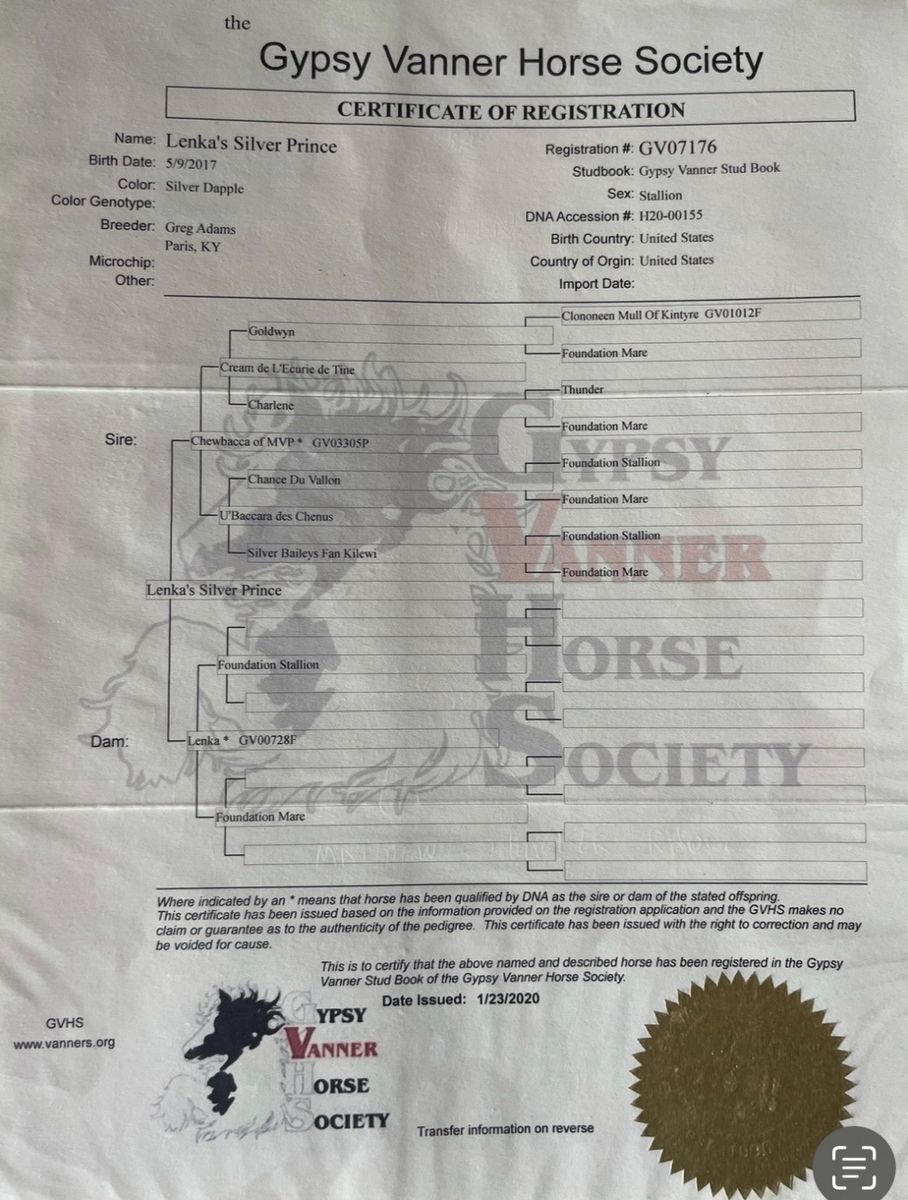 the
Gypsy Vanner Horse Society
CERTIFICATE OF REGISTRATION
Name: Lenka's Silver Prince
Birth Date: 5/9/2017
Color: Silver Dapple
Color Genotype:
Breeder: Greg Adams
Paris, KY
Microchip:
Other:
Registration #: GV07176
Studbook: Gypsy Vanner Stud Book
Sex: Stallion
DNA Accession #: H20-00155
Birth Country: United States
Country of Orgin: United States
Import Date:
Clononeen Mull Of Kintyre GV01012F
Goldwyn
Foundation Mare
Cream de L'Ecurie de Tine
Thunder
Charlene
Foundation Mare
Sire:
Chewbacca of MVP * GV03305P
Foundation Stallion
Chance Du Vallon
Foundation Mare
U'Baccara des Chenus
Foundation Stallion
Silver Baileys Fan Kilewi
Foundation Mare
Lenka's Silver Prince
Foundation Stallion
Dam:
Lenka * GV00728F
Foundation Mare
GYPSY
VANNER
HORSE
SOCIETY
Where indicated by an * means that horse has been qualified by DNA as the sire or dam of the stated offspring.
This certificate has been issued based on the information provided on the registration application and the GVHS makes no
claim or guarantee as to the authenticity of the pedigree. This certificate has been issued with the right to correction and may
be voided for cause.
This is to certify that the above named and described horse has been registered in the Gypsy
Vanner Stud Book of the Gypsy Vanner Horse Society.
Date Issued: 1/23/2020
GVHS
www.vanners.org
GYPSY
VANNER
HORSE
SOCIETY
Transfer information on reverse